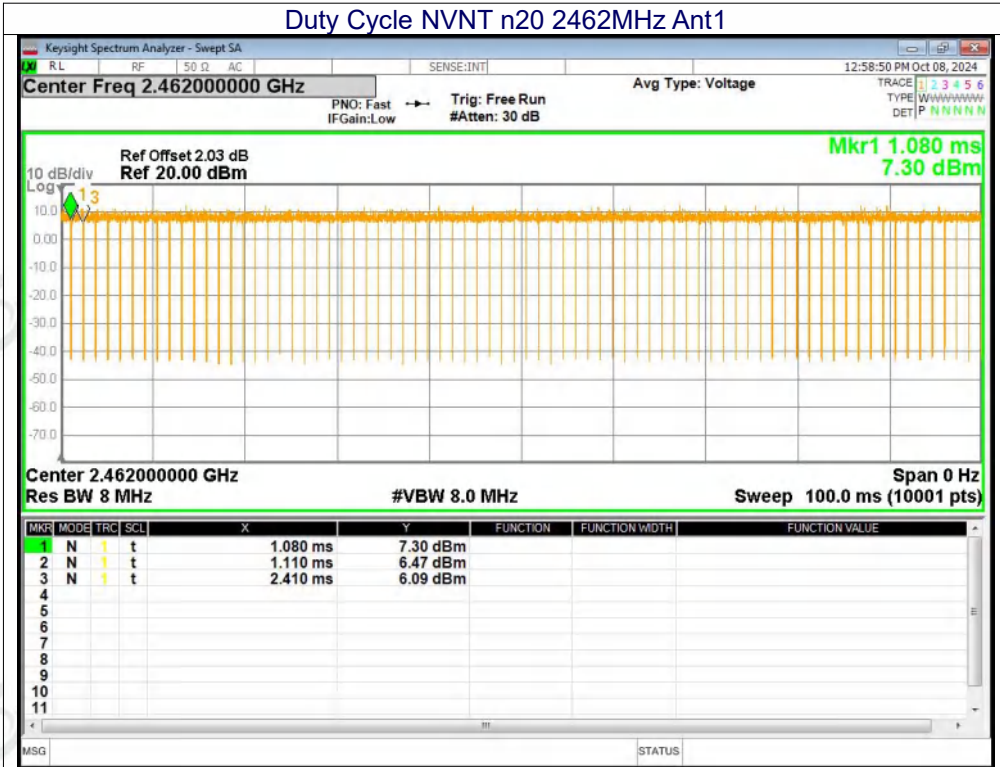 Duty Cycle NVNT n20 2462MHz Ant1
Keysight Spectrum Analyzer - Swept SA
LXI RL RF 50 Ω AC SENSE:INT 12:58:50 PM Oct 08, 2024
Center Freq 2.462000000 GHz Avg Type: Voltage TRACE 1 2 3 4 5 6
PNO: Fast Trig: Free Run TYPE WWWWWWW
IFGain:Low #Atten: 30 dB DET P N N N N N
Mkr1 1.080 ms
Ref Offset 2.03 dB
10 dB/div Ref 20.00 dBm 7.30 dBm
Log
1 3
10.0
0.00
-10.0
-20.0
-30.0
-40.0
-50.0
-60.0
-70.0
Center 2.462000000 GHz Span 0 Hz
Res BW 8 MHz #VBW 8.0 MHz Sweep 100.0 ms (10001 pts)
MKR MODE TRC SCL X Y FUNCTION FUNCTION WIDTH FUNCTION VALUE
1 N 1 t 1.080 ms 7.30 dBm
2 N 1 t 1.110 ms 6.47 dBm
3 N 1 t 2.410 ms 6.09 dBm
4
5
6
7
8
9
10
11
MSG STATUS